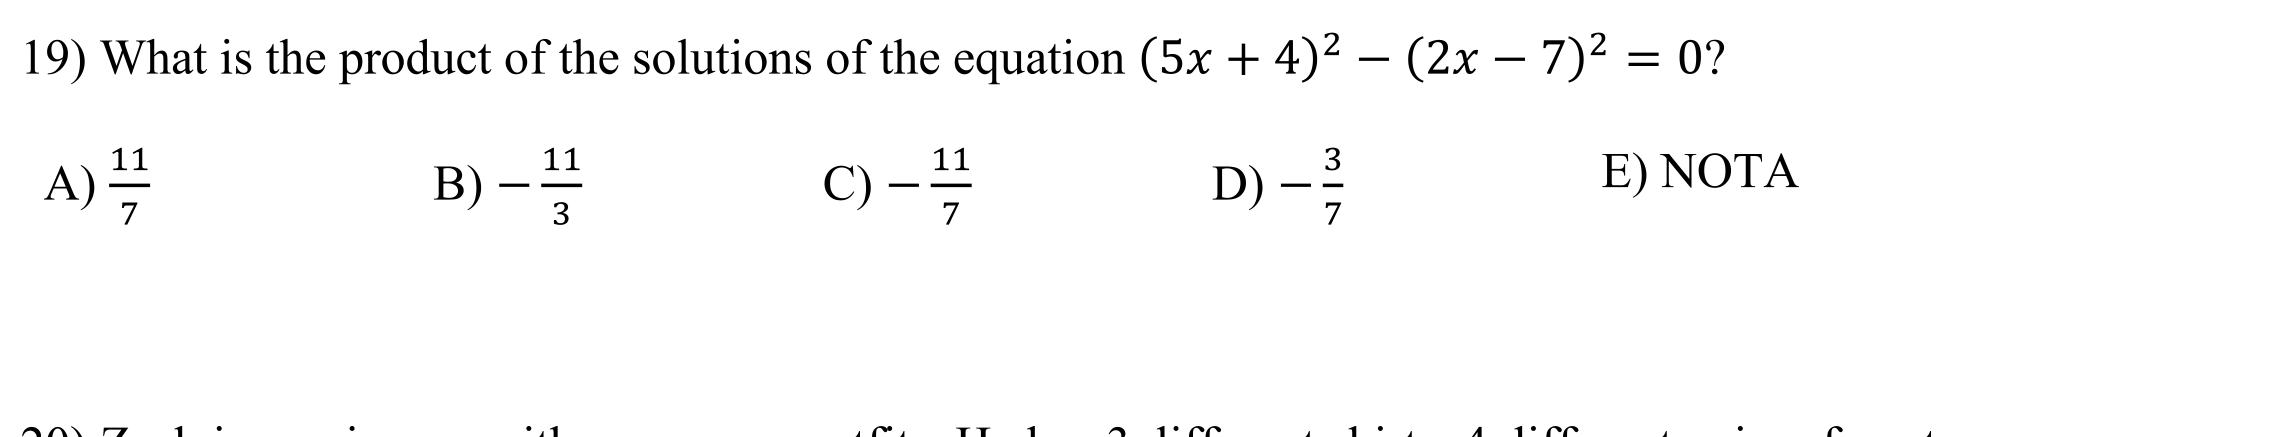 19) What is the product of the solutions of the equation (5x + 4)² − (2x − 7)² = 0?
A) 11/7 B) − 11/3 C) − 11/7 D) − 3/7 E) NOTA